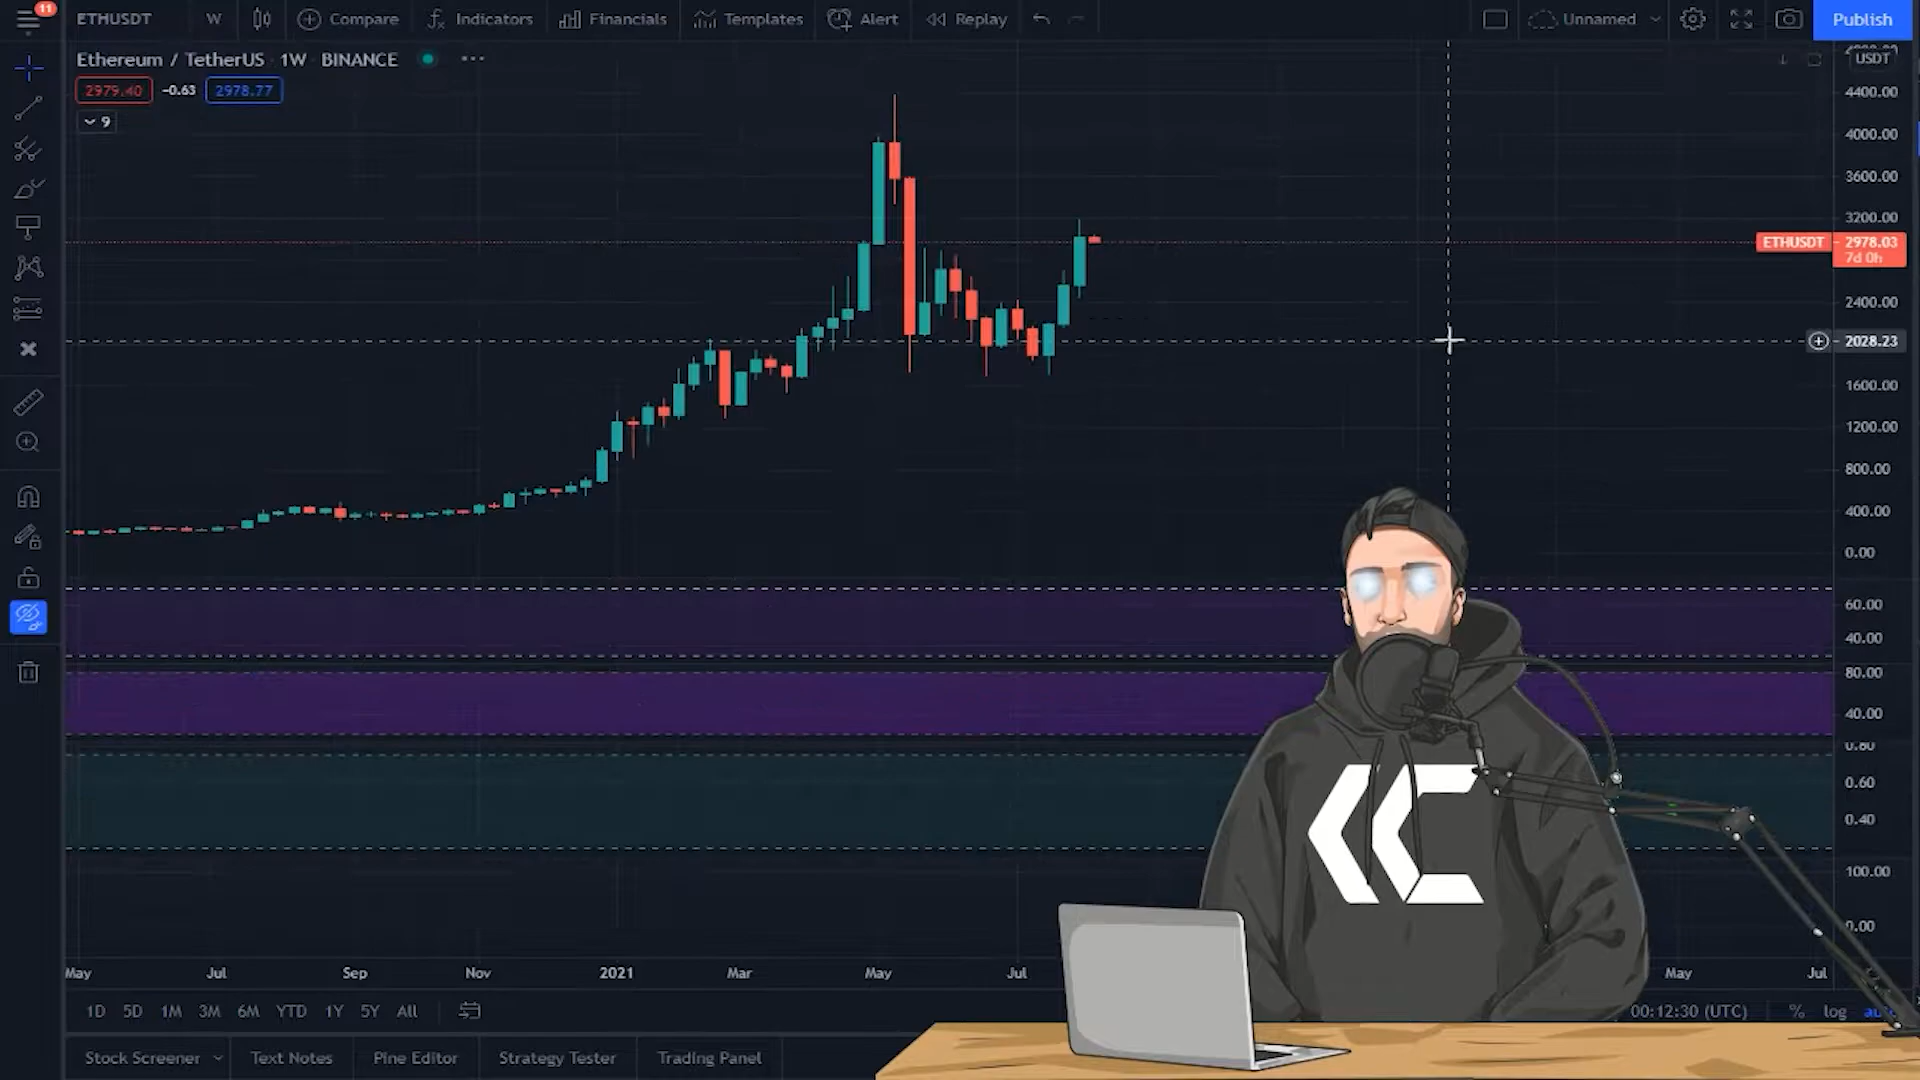 11
ETHUSDT W Compare Indicators Financials Templates Alert Replay Unnamed Publish
Ethereum / TetherUS 1W BINANCE
USDT
2979.40 -0.63 2978.77
9
4400.00
4000.00
3600.00
3200.00
ETHUSDT 2978.03
7d 0h
2400.00
2028.23
1600.00
1200.00
800.00
400.00
0.00
60.00
40.00
80.00
40.00
0.80
0.60
0.40
100.00
0.00
May Jul Sep Nov 2021 Mar May Jul May Jul
1D 5D 1M 3M 6M YTD 1Y 5Y All 00:12:30 (UTC) % log
Stock Screener Text Notes Pine Editor Strategy Tester Trading Panel